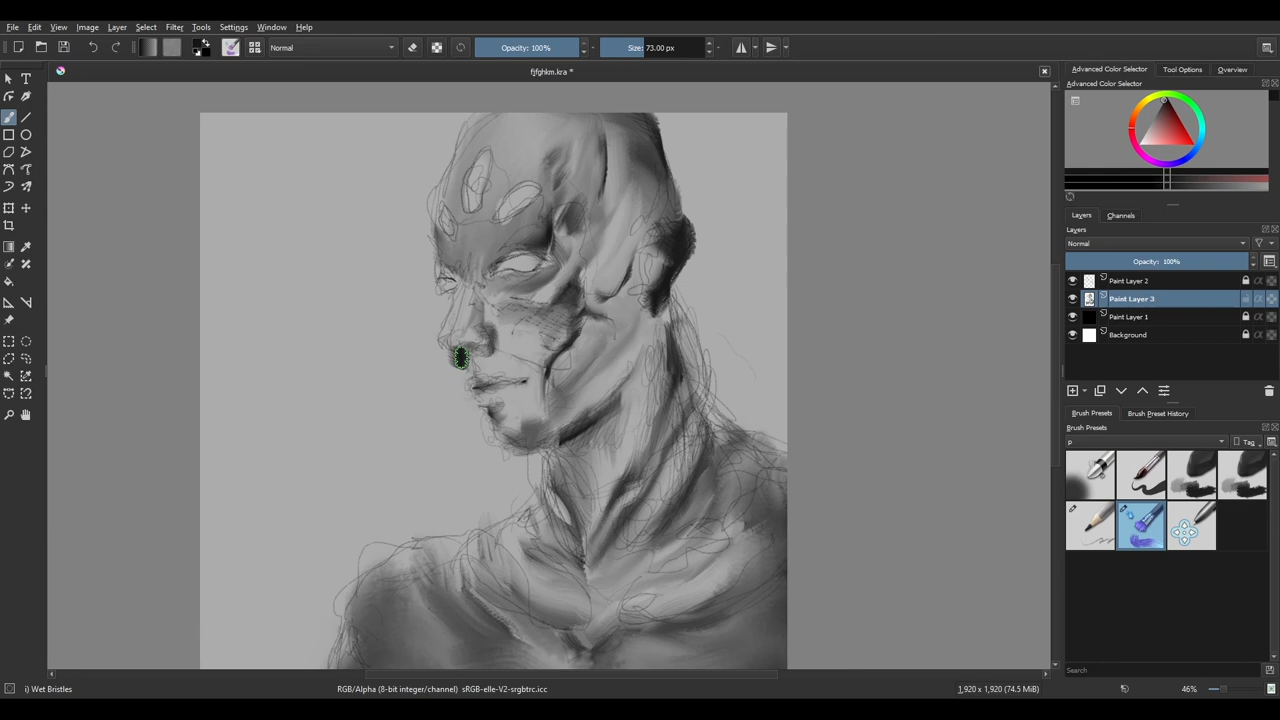 File Edit View Image Layer Select Filter Tools Settings Window Help
Normal Opacity: 100% Size: 73.00 px
fjfghkm.kra *
Advanced Color Selector Tool Options Overview
Advanced Color Selector
Layers Channels
Layers
Normal
Opacity: 100%
Paint Layer 2
Paint Layer 3
Paint Layer 1
Background
Brush Presets Brush Preset History
Brush Presets
p Tag
Search
i) Wet Bristles RGB/Alpha (8-bit integer/channel) sRGB-elle-V2-srgbtrc.icc 1,920 x 1,920 (74.5 MiB) 46%